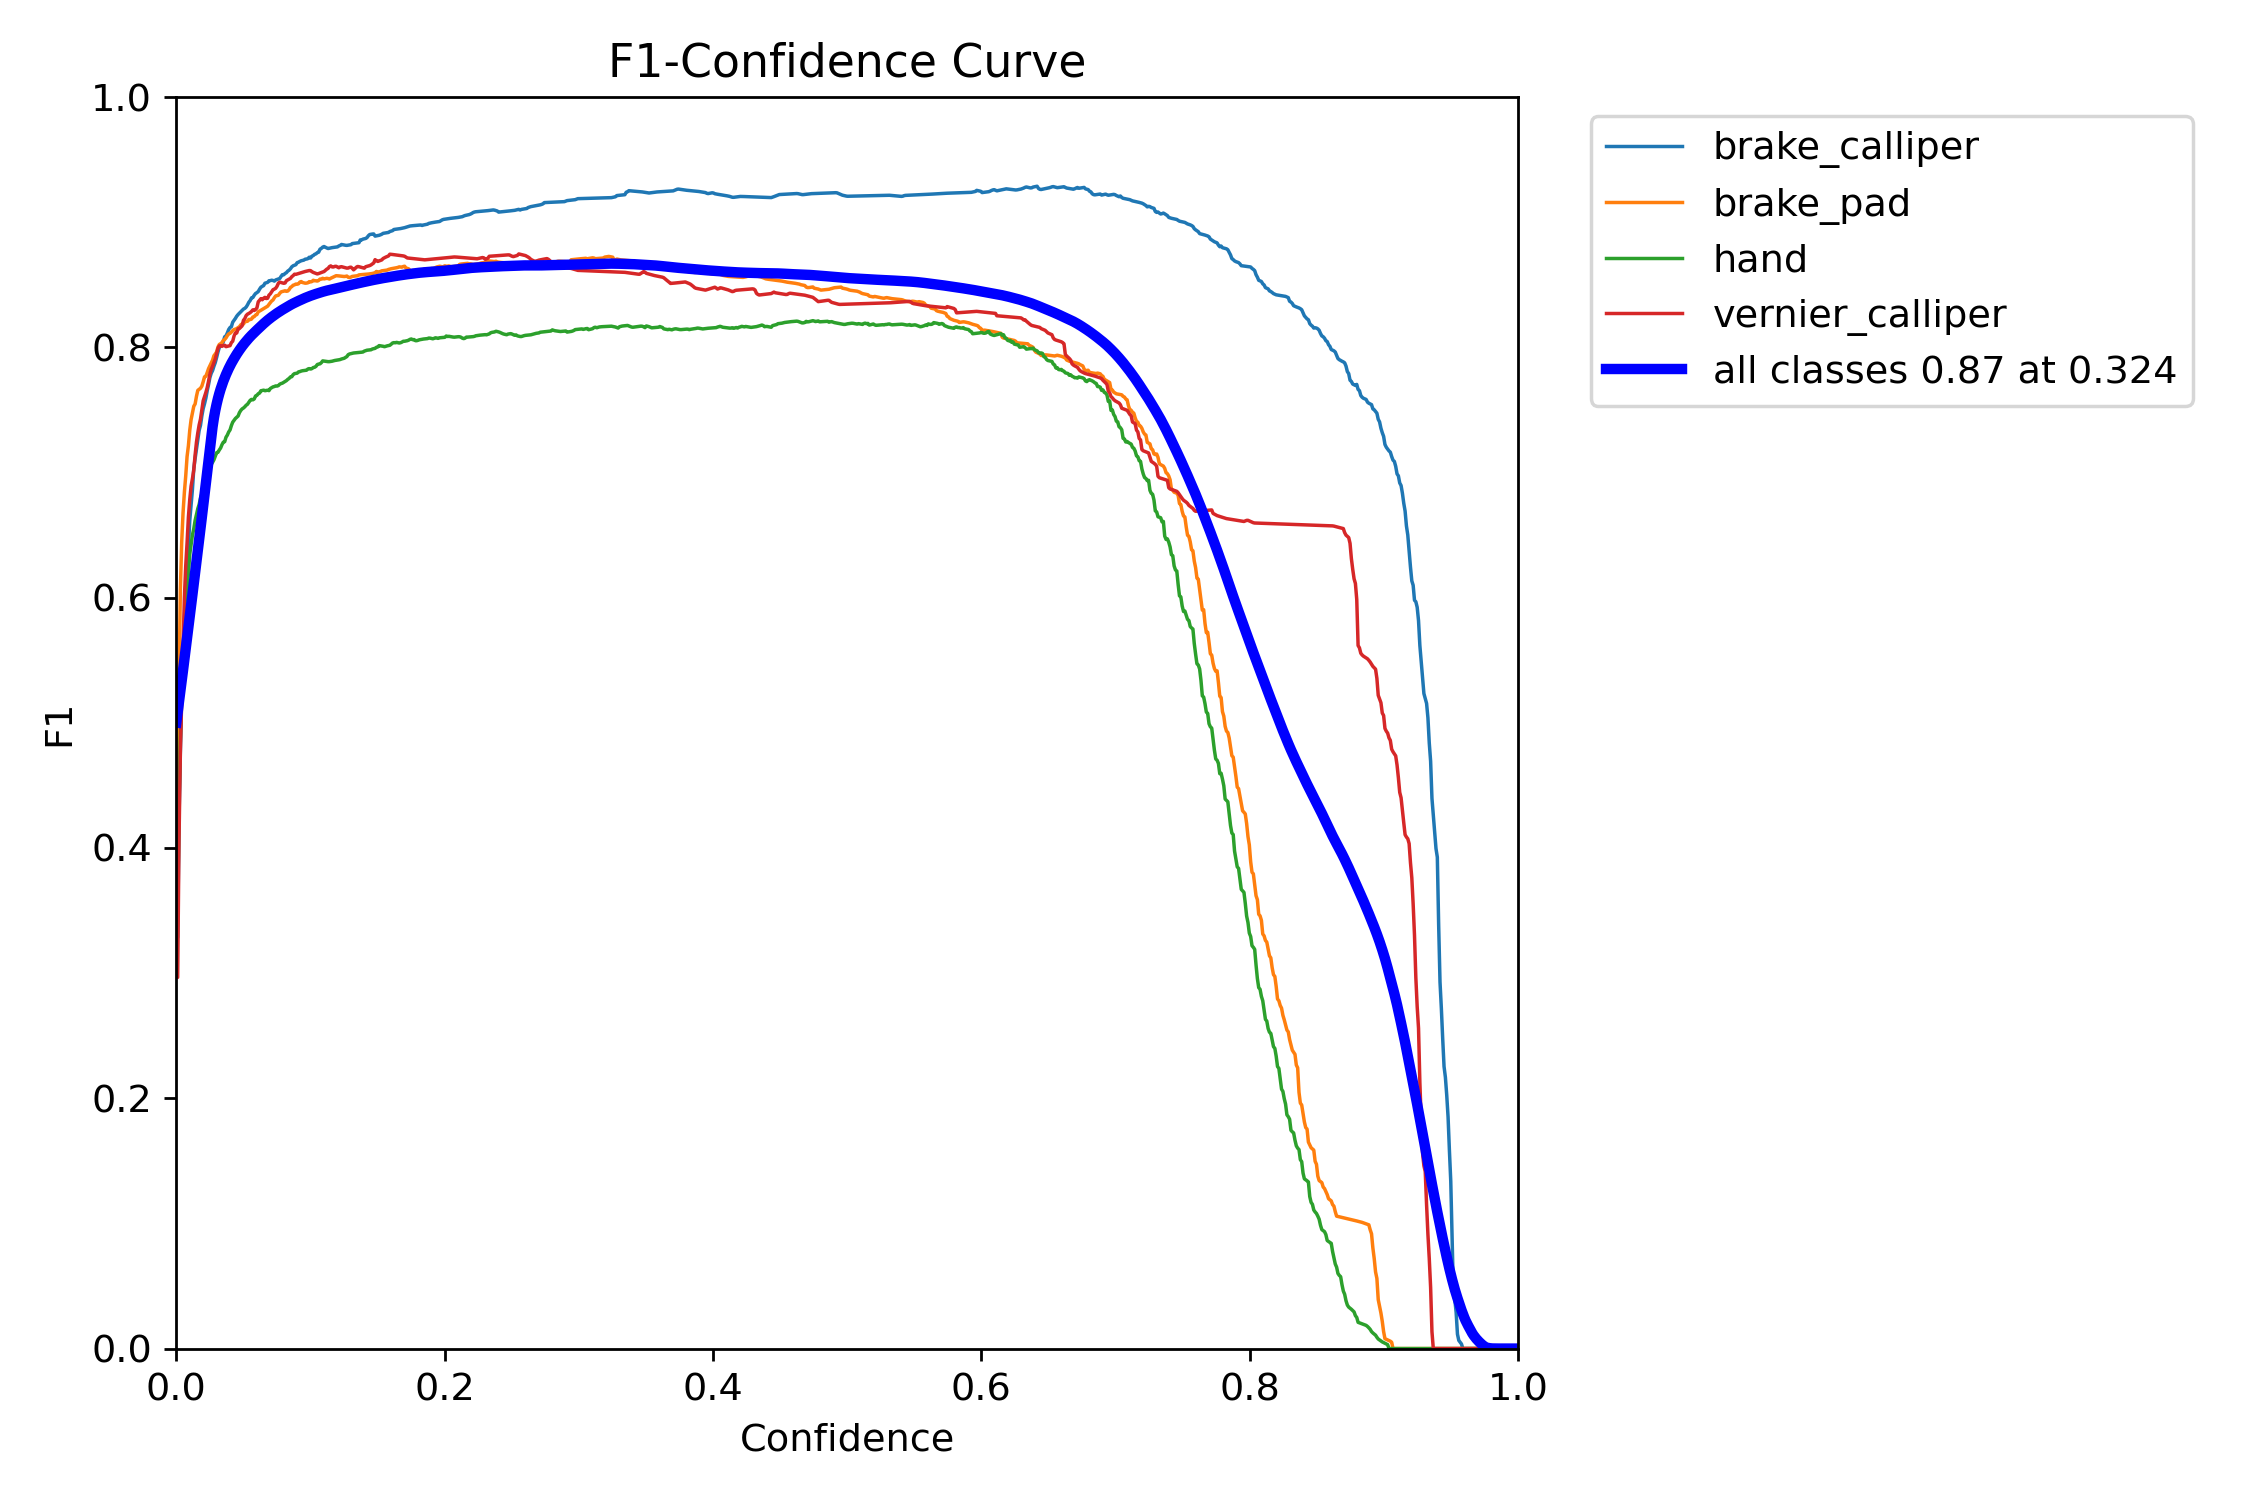 F1-Confidence Curve
1.0
0.8
0.6
0.4
0.2
0.0
F1
0.0 0.2 0.4 0.6 0.8 1.0
Confidence
brake_calliper
brake_pad
hand
vernier_calliper
all classes 0.87 at 0.324